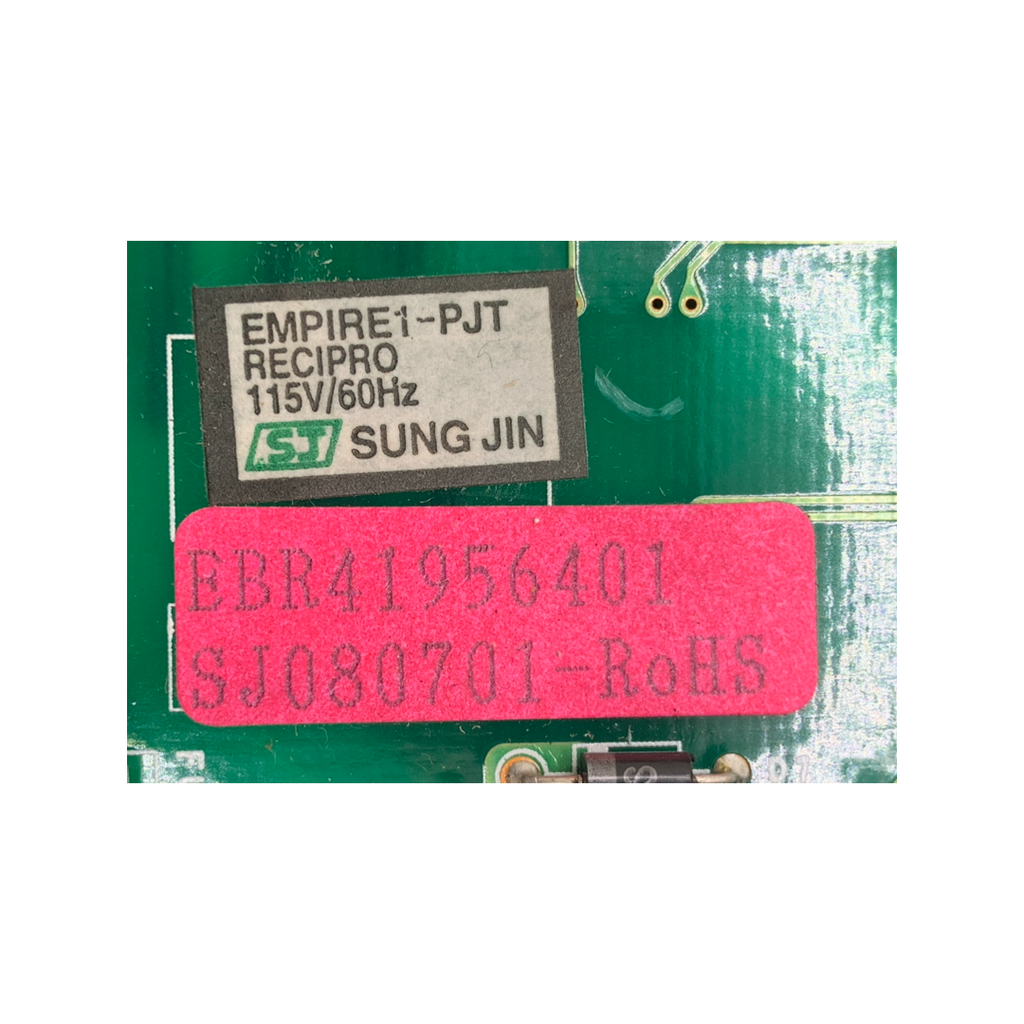 EMPIRE1-PJT
RECIPRO
115V/60Hz
SJ SUNG JIN
EBR41956401
SJ080701-RoHS